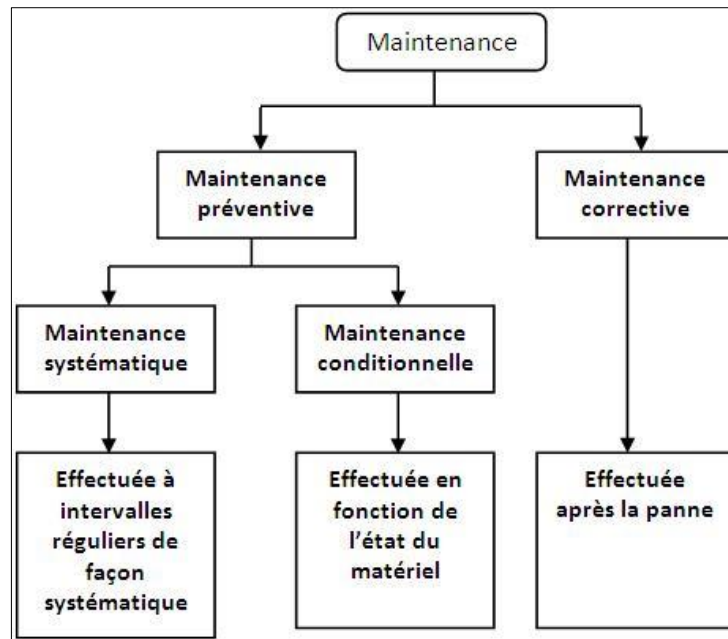 Maintenance
Maintenance
préventive
Maintenance
corrective
Maintenance
systématique
Maintenance
conditionnelle
Effectuée à
intervalles
réguliers de
façon
systématique
Effectuée en
fonction de
l’état du
matériel
Effectuée
après la panne